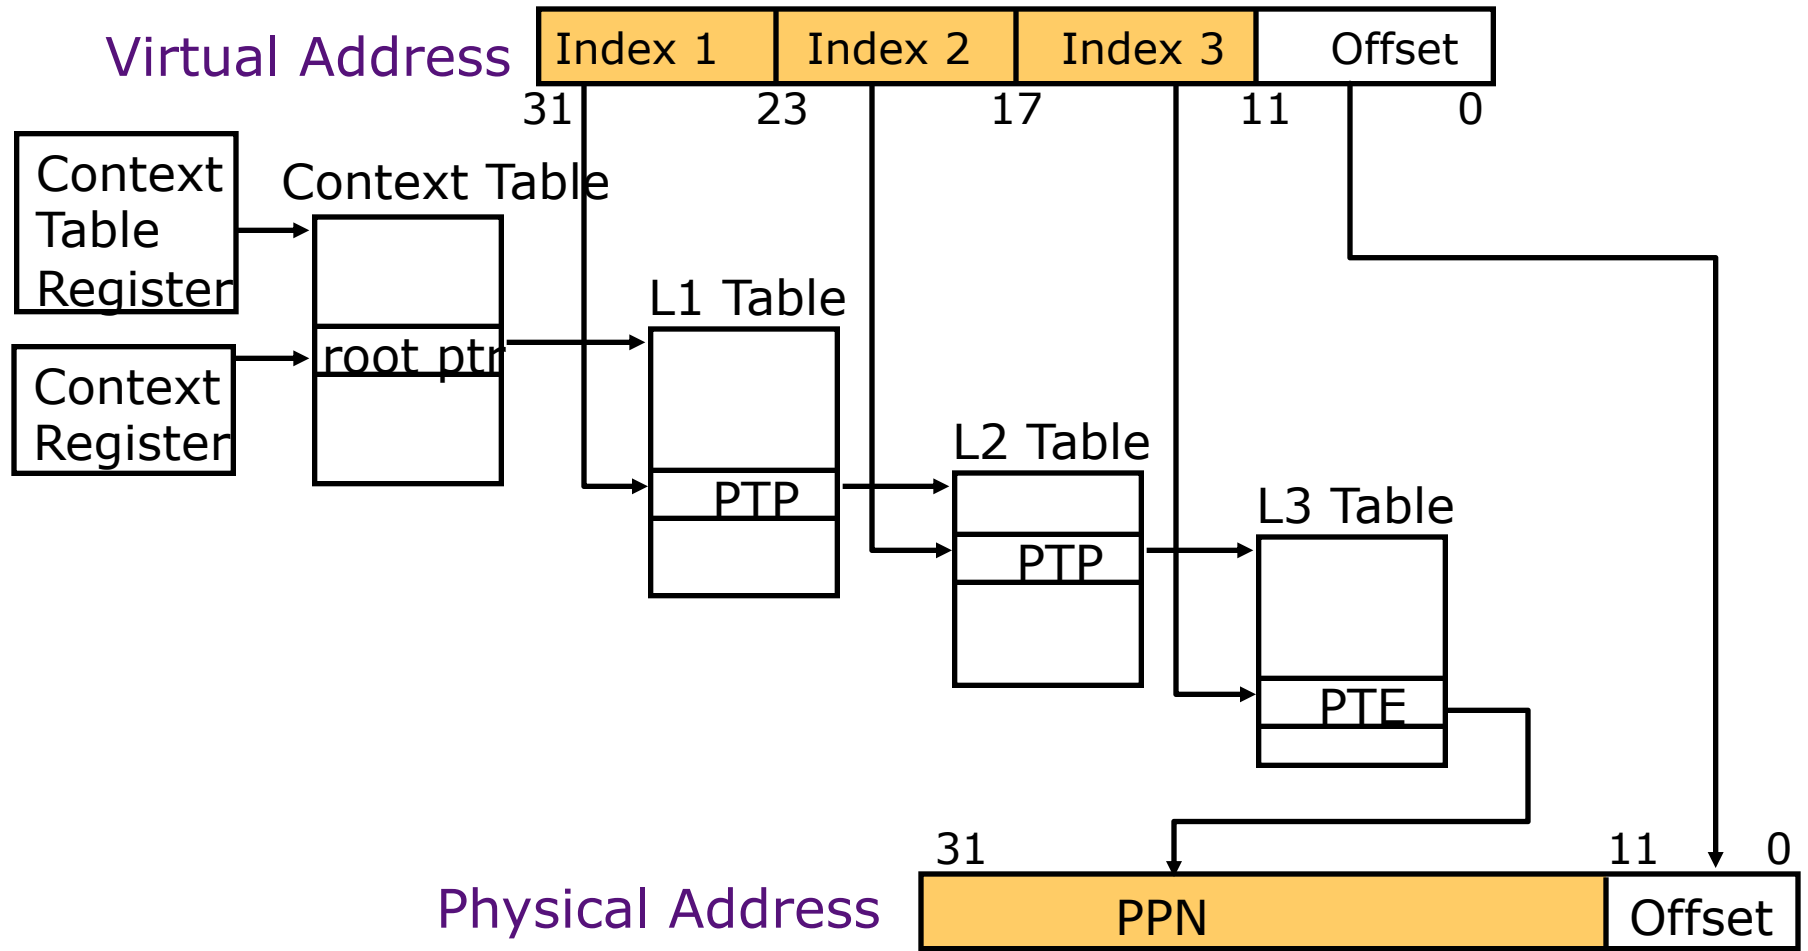 Virtual Address
Index 1 Index 2 Index 3 Offset
31 23 17 11 0
Context
Table
Register
Context Table
root ptr
Context
Register
L1 Table
PTP
L2 Table
PTP
L3 Table
PTE
31 11 0
Physical Address
PPN Offset